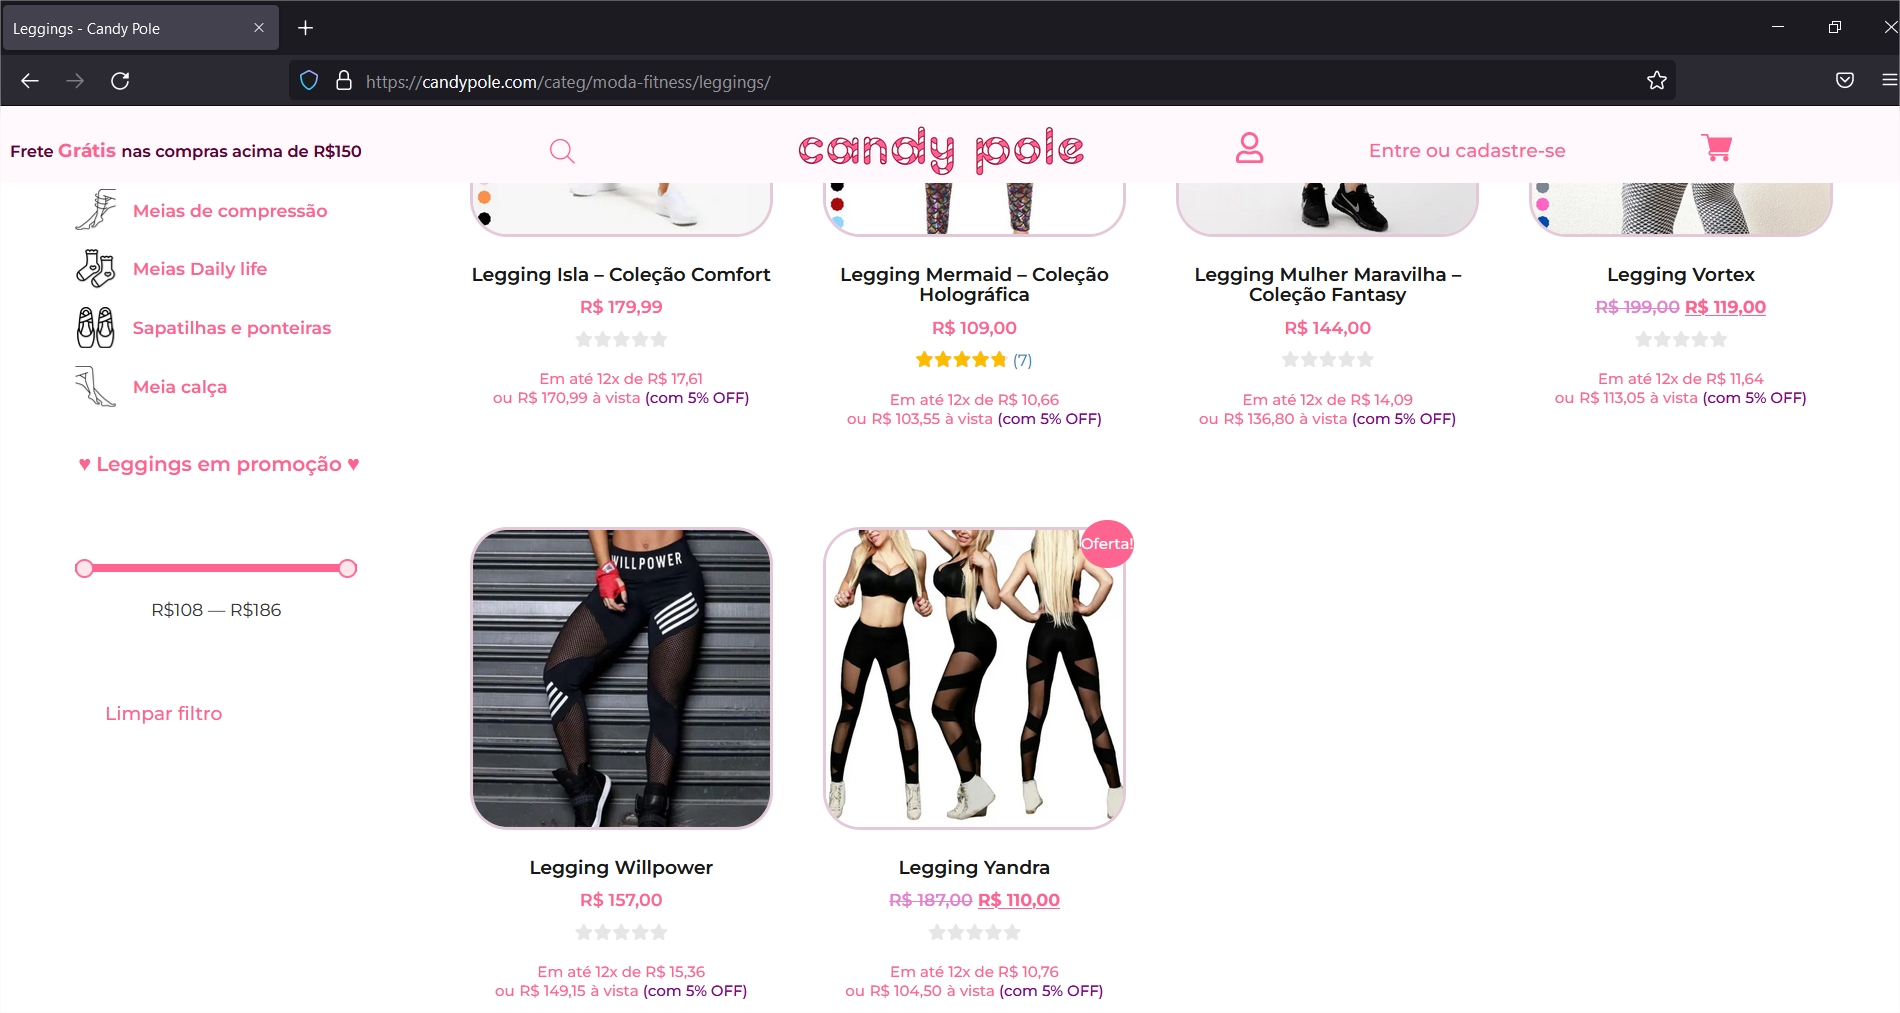 Leggings - Candy Pole
https://candypole.com/categ/moda-fitness/leggings/
Frete Grátis nas compras acima de R$150
candy pole
Entre ou cadastre-se
Meias de compressão
Meias Daily life
Sapatilhas e ponteiras
Meia calça
♥ Leggings em promoção ♥
R$108 — R$186
Limpar filtro
Legging Isla – Coleção Comfort
R$ 179,99
Em até 12x de R$ 17,61
ou R$ 170,99 à vista (com 5% OFF)
Legging Mermaid – Coleção
Holográfica
R$ 109,00
(7)
Em até 12x de R$ 10,66
ou R$ 103,55 à vista (com 5% OFF)
Legging Mulher Maravilha –
Coleção Fantasy
R$ 144,00
Em até 12x de R$ 14,09
ou R$ 136,80 à vista (com 5% OFF)
Legging Vortex
R$ 199,00 R$ 119,00
Em até 12x de R$ 11,64
ou R$ 113,05 à vista (com 5% OFF)
WILLPOWER
Legging Willpower
R$ 157,00
Em até 12x de R$ 15,36
ou R$ 149,15 à vista (com 5% OFF)
Oferta!
Legging Yandra
R$ 187,00 R$ 110,00
Em até 12x de R$ 10,76
ou R$ 104,50 à vista (com 5% OFF)